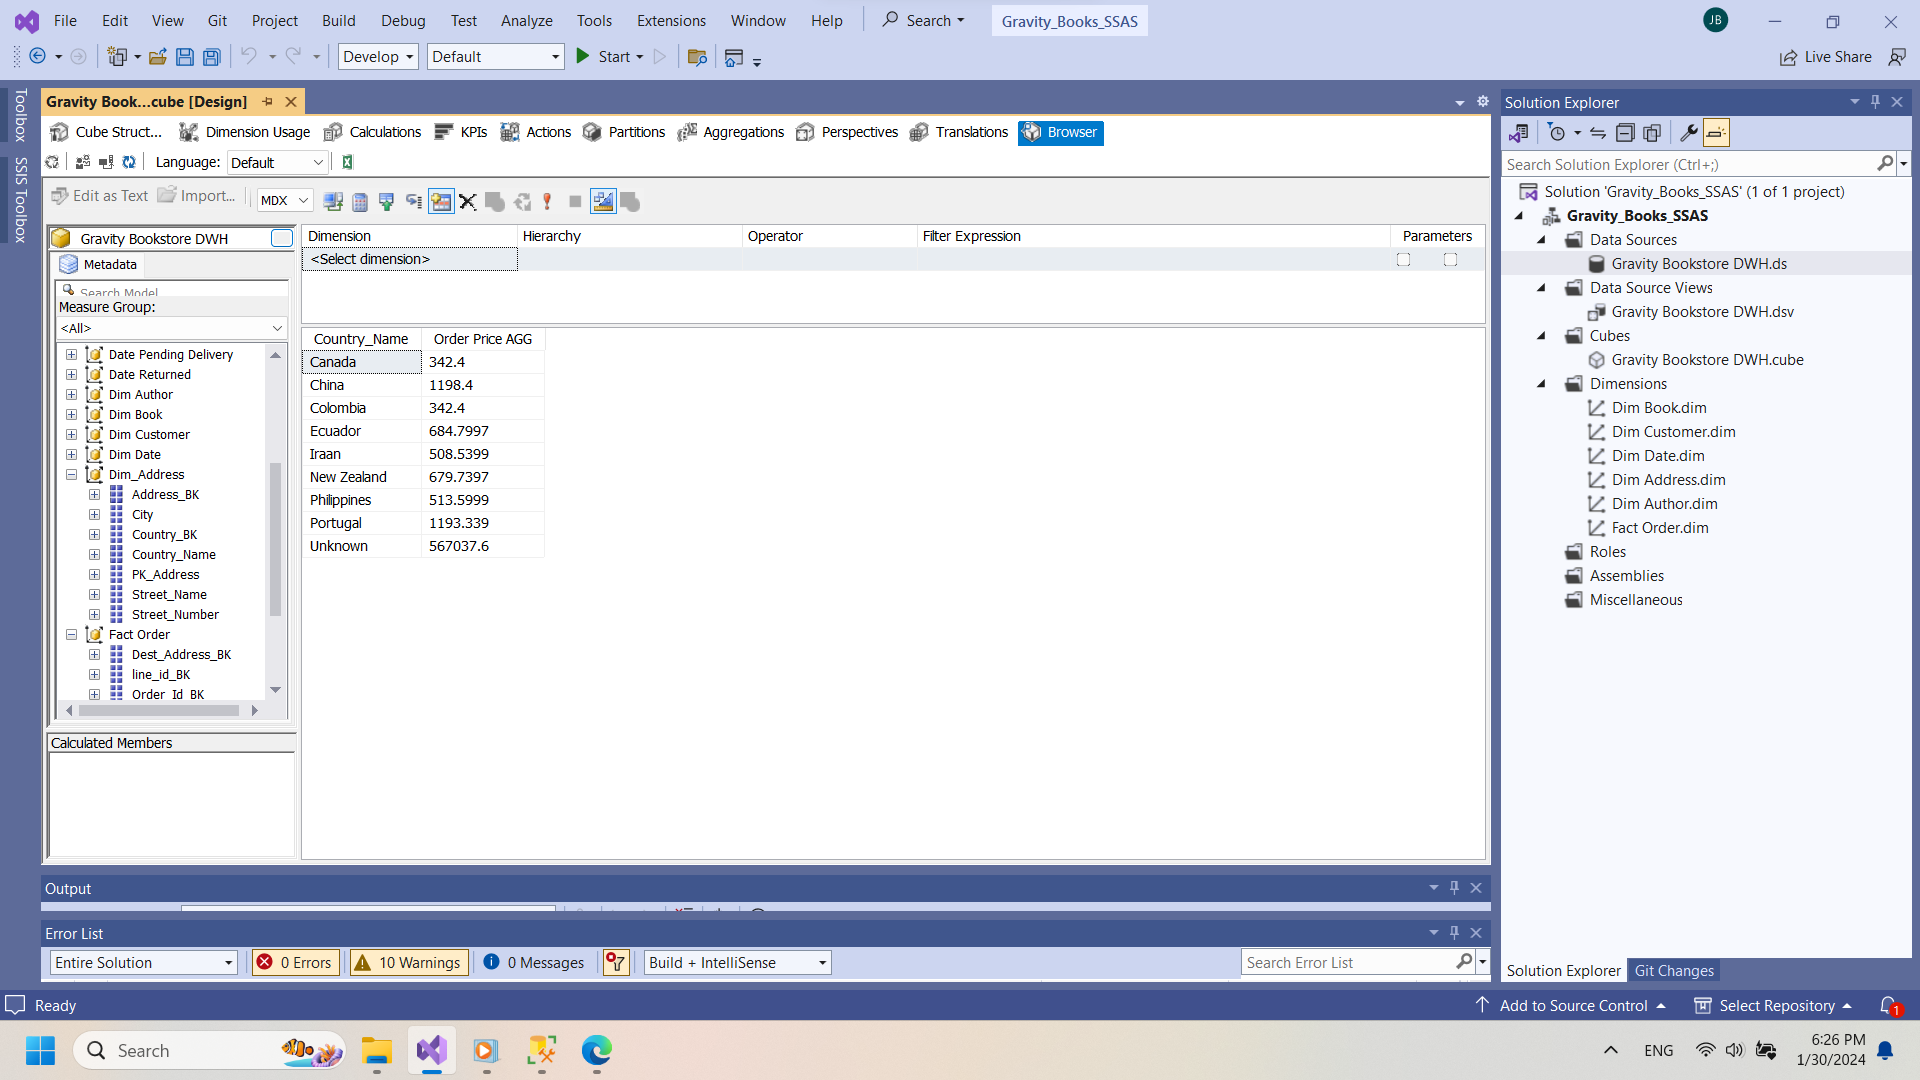 File Edit View Git Project Build Debug Test Analyze Tools Extensions Window Help Search Gravity_Books_SSAS JB
Develop Default Start Live Share
Toolbox
SSIS Toolbox
Gravity Book...cube [Design]
Cube Struct... Dimension Usage Calculations KPIs Actions Partitions Aggregations Perspectives Translations Browser
Language: Default
Edit as Text Import... MDX
Gravity Bookstore DWH
Metadata
Search Model
Measure Group:
<All>
Date Pending Delivery
Date Returned
Dim Author
Dim Book
Dim Customer
Dim Date
Dim_Address
Address_BK
City
Country_BK
Country_Name
PK_Address
Street_Name
Street_Number
Fact Order
Dest_Address_BK
line_id_BK
Order_Id_BK
Calculated Members
Dimension Hierarchy Operator Filter Expression Parameters
<Select dimension>
Country_Name Order Price AGG
Canada 342.4
China 1198.4
Colombia 342.4
Ecuador 684.7997
Iraan 508.5399
New Zealand 679.7397
Philippines 513.5999
Portugal 1193.339
Unknown 567037.6
Output
Error List
Entire Solution 0 Errors 10 Warnings 0 Messages Build + IntelliSense Search Error List
Solution Explorer
Search Solution Explorer (Ctrl+;)
Solution 'Gravity_Books_SSAS' (1 of 1 project)
Gravity_Books_SSAS
Data Sources
Gravity Bookstore DWH.ds
Data Source Views
Gravity Bookstore DWH.dsv
Cubes
Gravity Bookstore DWH.cube
Dimensions
Dim Book.dim
Dim Customer.dim
Dim Date.dim
Dim Address.dim
Dim Author.dim
Fact Order.dim
Roles
Assemblies
Miscellaneous
Solution Explorer Git Changes
Ready Add to Source Control Select Repository 1
Search ENG 6:26 PM
1/30/2024